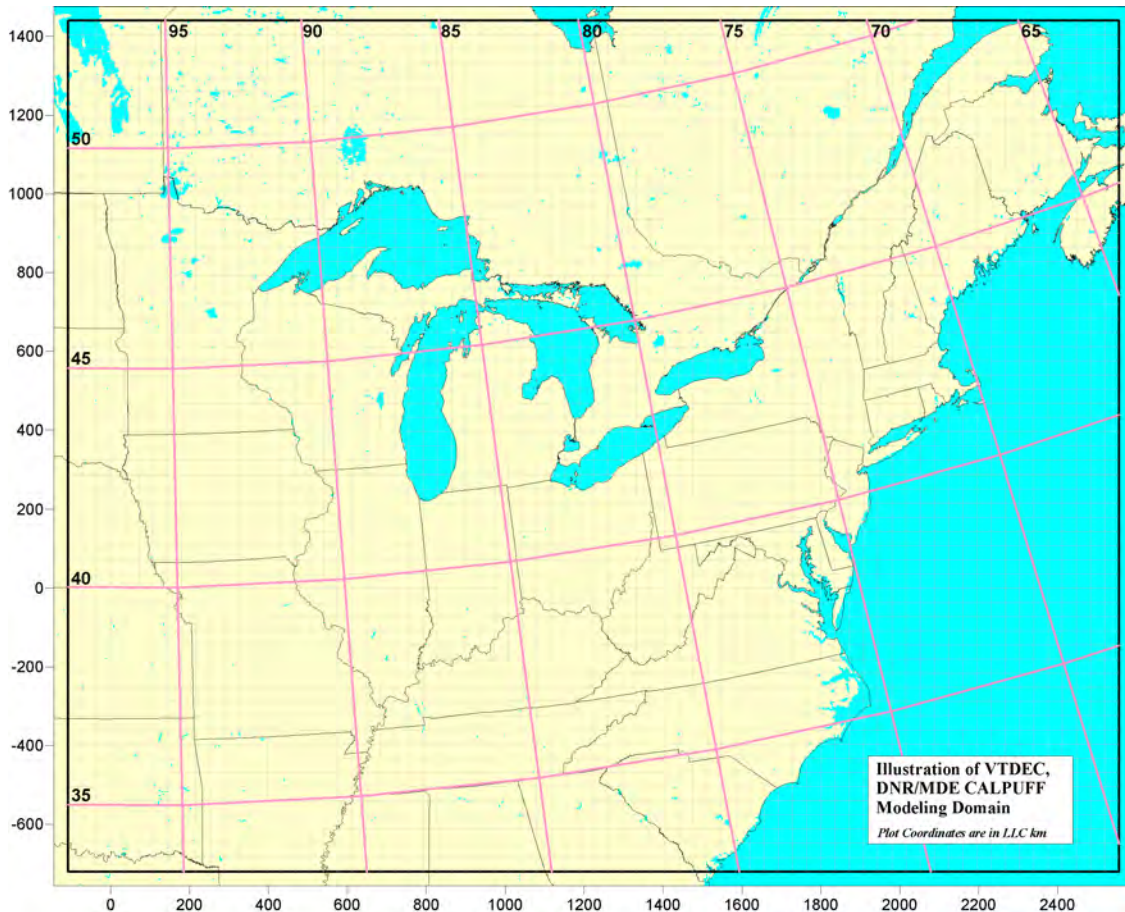 95 90 85 80 75 70 65
1400
1200
50
1000
800
600
45
400
200
40
0
-200
-400
35
-600
Illustration of VTDEC,
DNR/MDE CALPUFF
Modeling Domain
Plot Coordinates are in LLC km
0 200 400 600 800 1000 1200 1400 1600 1800 2000 2200 2400